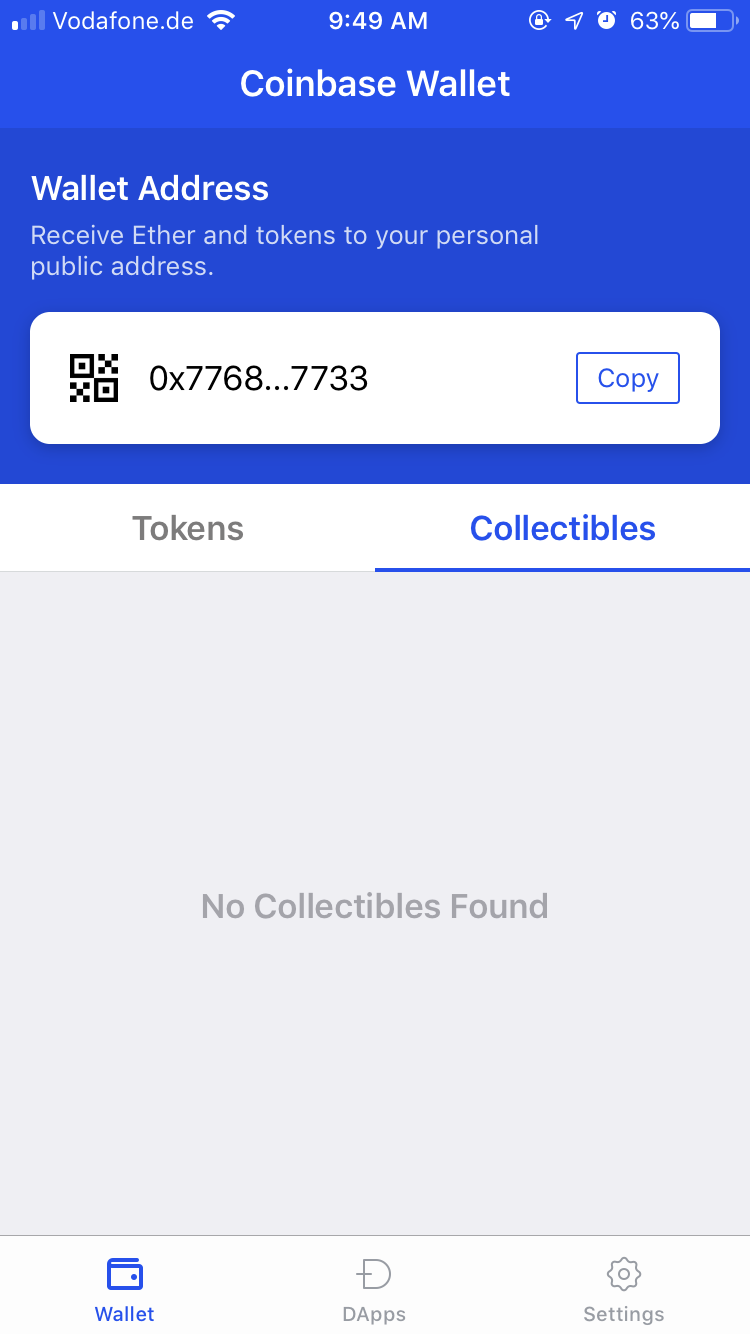 Vodafone.de 9:49 AM 63%
Coinbase Wallet
Wallet Address
Receive Ether and tokens to your personal
public address.
0x7768...7733 Copy
Tokens Collectibles
No Collectibles Found
Wallet DApps Settings